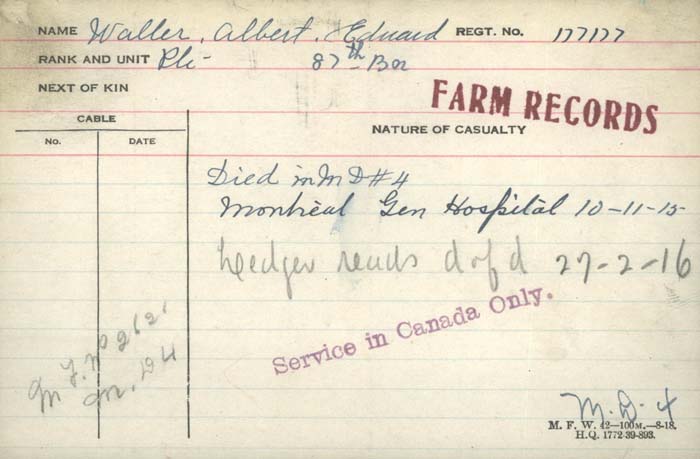 NAME Waller, Albert, Edward REGT. No. 177177
RANK AND UNIT Pte 87th Bn
NEXT OF KIN
FARM RECORDS
CABLE
NATURE OF CASUALTY
No. DATE
Died in M D #4
Montreal Gen Hospital 10-11-15
Ledger reads d of d 27-2-16
Service in Canada Only.
M. D. 4
M. F. W. 42—100M.—8-18.
H.Q. 1772-39-893.